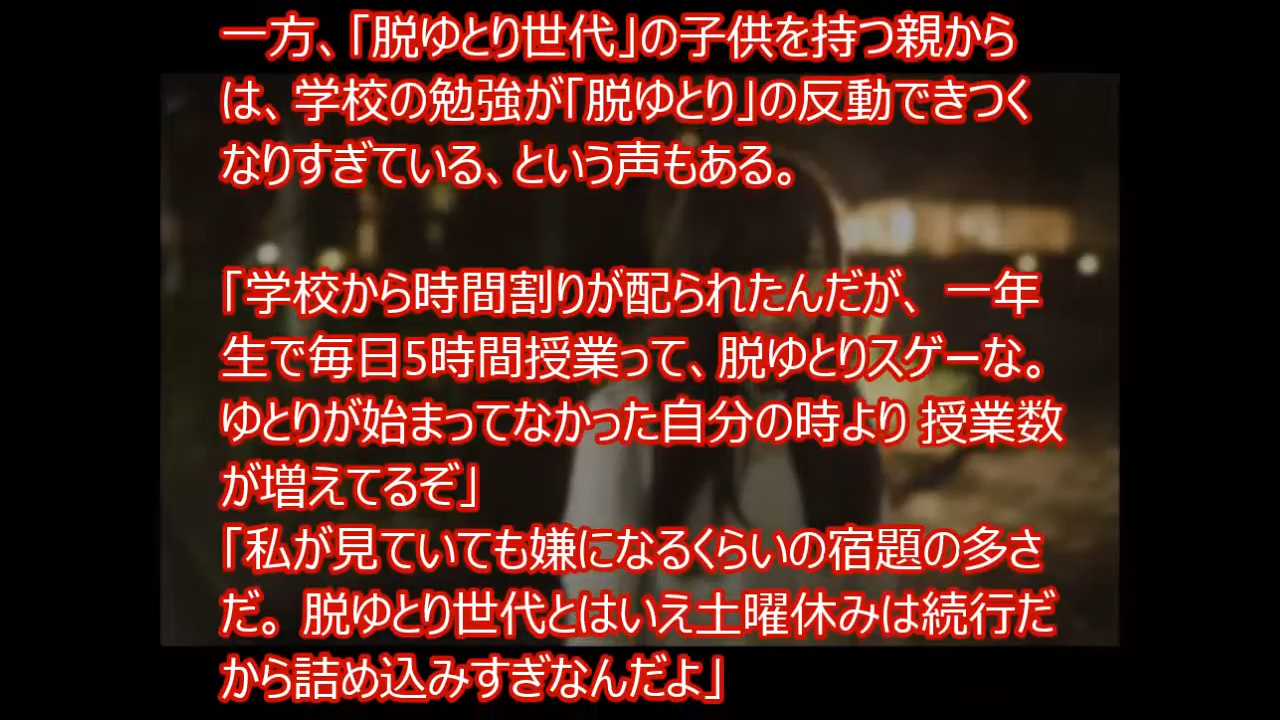 一方、「脱ゆとり世代」の子供を持つ親から
は、学校の勉強が「脱ゆとり」の反動できつく
なりすぎている、という声もある。
「学校から時間割りが配られたんだが、 一年
生で毎日5時間授業って、脱ゆとりスゲーな。
ゆとりが始まってなかった自分の時より 授業数
が増えてるぞ」
「私が見ていても嫌になるくらいの宿題の多さ
だ。 脱ゆとり世代とはいえ土曜休みは続行だ
から詰め込みすぎなんだよ」